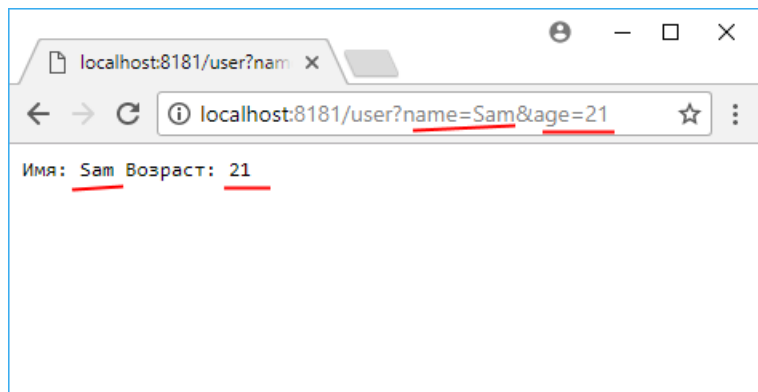 localhost:8181/user?nam
localhost:8181/user?name=Sam&age=21
Имя: Sam Возраст: 21